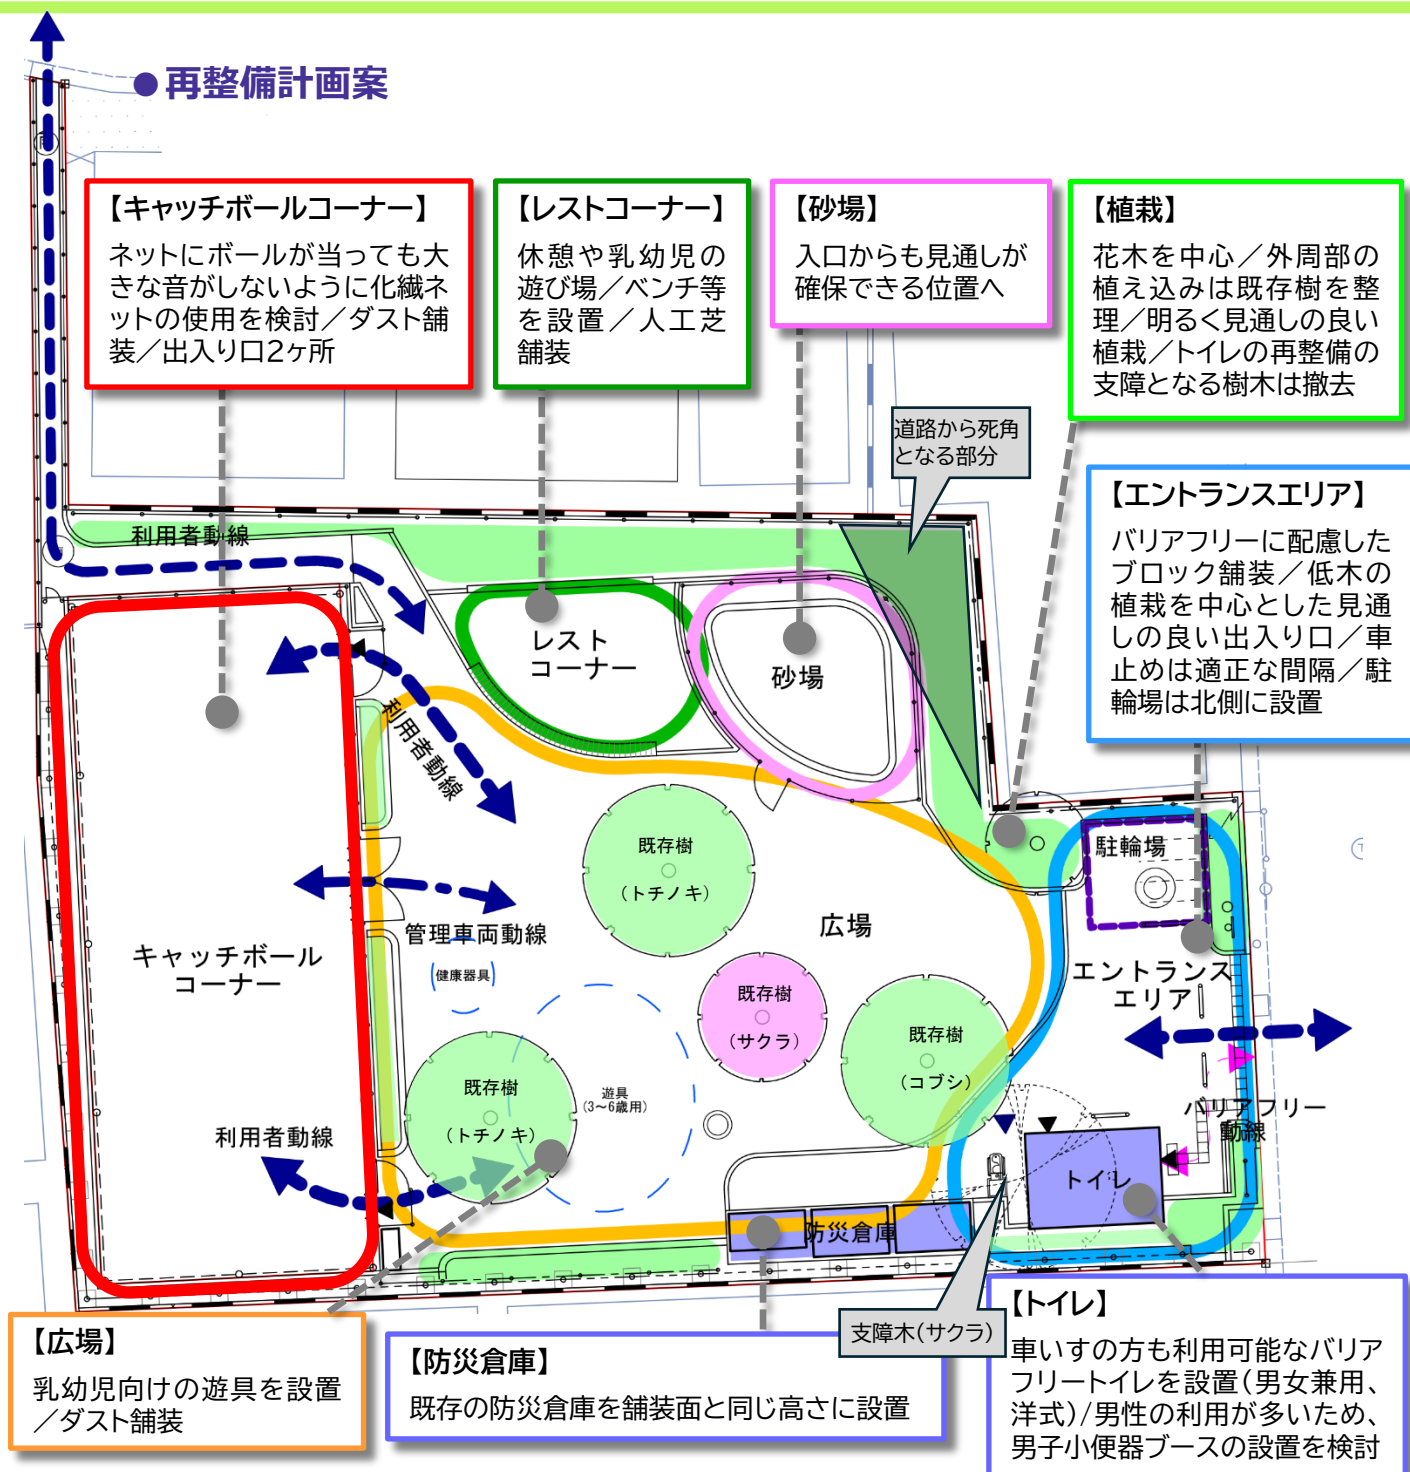 ●再整備計画案
【キャッチボールコーナー】
ネットにボールが当っても大
きな音がしないように化繊ネ
ットの使用を検討／ダスト舗
装／出入り口2ヶ所
【レストコーナー】
休憩や乳幼児の
遊び場／ベンチ等
を設置／人工芝
舗装
【砂場】
入口からも見通しが
確保できる位置へ
【植栽】
花木を中心／外周部の
植え込みは既存樹を整
理／明るく見通しの良い
植栽／トイレの再整備の
支障となる樹木は撤去
道路から死角
となる部分
【エントランスエリア】
バリアフリーに配慮した
ブロック舗装／低木の
植栽を中心とした見通
しの良い出入り口／車
止めは適正な間隔／駐
輪場は北側に設置
利用者動線
レスト
コーナー
砂場
利用者動線
既存樹
（トチノキ）
駐輪場
広場
管理車両動線
キャッチボール
コーナー
健康器具
エントランス
エリア
既存樹
（サクラ）
既存樹
（コブシ）
既存樹
（トチノキ）
遊具
（3〜6歳用）
バリアフリー
動線
利用者動線
トイレ
防災倉庫
支障木（サクラ）
【広場】
乳幼児向けの遊具を設置
／ダスト舗装
【防災倉庫】
既存の防災倉庫を舗装面と同じ高さに設置
【トイレ】
車いすの方も利用可能なバリア
フリートイレを設置（男女兼用、
洋式）/男性の利用が多いため、
男子小便器ブースの設置を検討